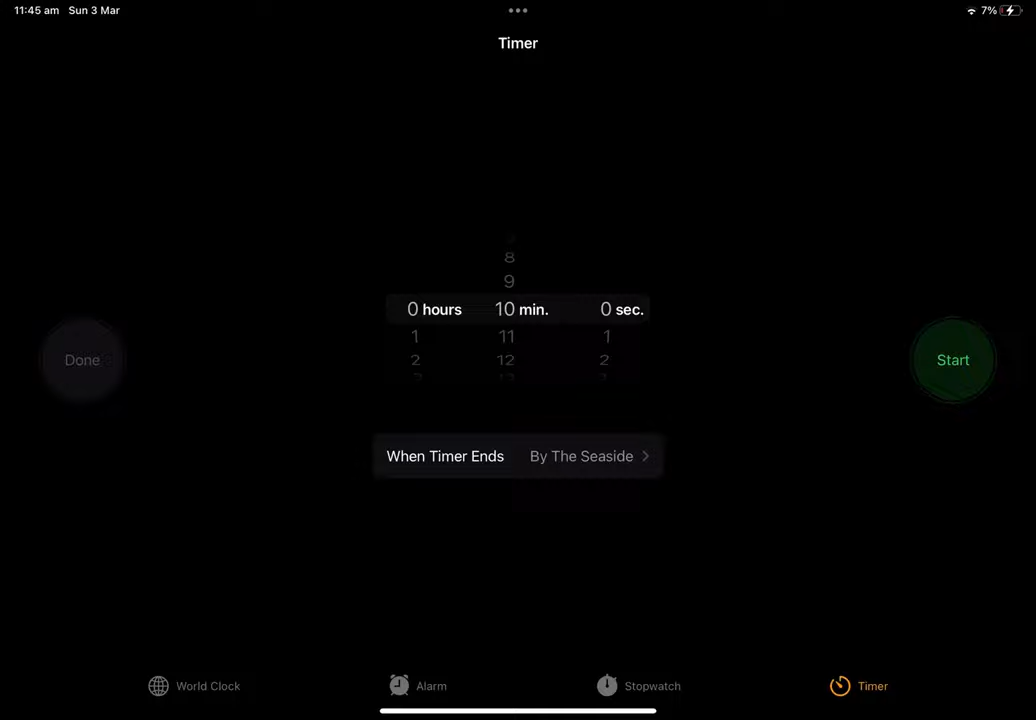 11:45 am Sun 3 Mar
7%
Timer
8
9
0 hours 10 min. 0 sec.
1 11 1
2 12 2
Done
Start
When Timer Ends By The Seaside
World Clock Alarm Stopwatch Timer